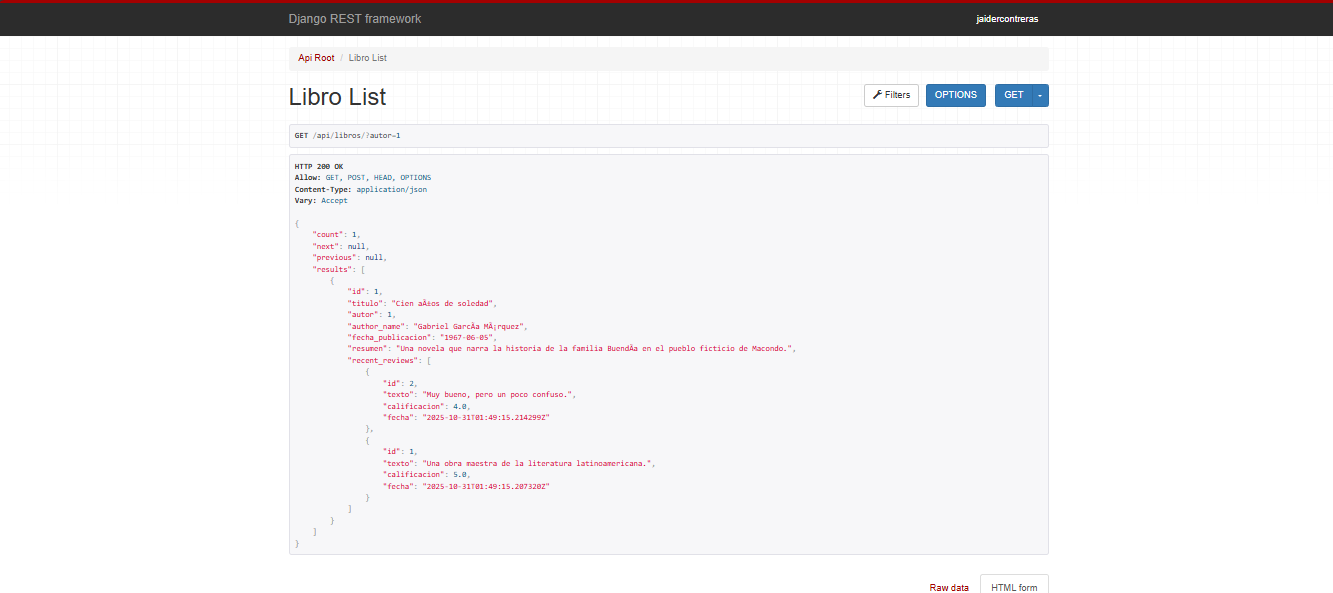 Django REST framework
jaidercontreras
Api Root / Libro List
Libro List
Filters
OPTIONS
GET
GET /api/libros/?autor=1
HTTP 200 OK
Allow: GET, POST, HEAD, OPTIONS
Content-Type: application/json
Vary: Accept
{
"count": 1,
"next": null,
"previous": null,
"results": [
{
"id": 1,
"titulo": "Cien aÃ±os de soledad",
"autor": 1,
"author_name": "Gabriel GarcÃa MÃ¡rquez",
"fecha_publicacion": "1967-06-05",
"resumen": "Una novela que narra la historia de la familia BuendÃa en el pueblo ficticio de Macondo.",
"recent_reviews": [
{
"id": 2,
"texto": "Muy bueno, pero un poco confuso.",
"calificacion": 4.0,
"fecha": "2025-10-31T01:49:15.214299Z"
},
{
"id": 1,
"texto": "Una obra maestra de la literatura latinoamericana.",
"calificacion": 5.0,
"fecha": "2025-10-31T01:49:15.207320Z"
}
]
}
]
}
Raw data
HTML form